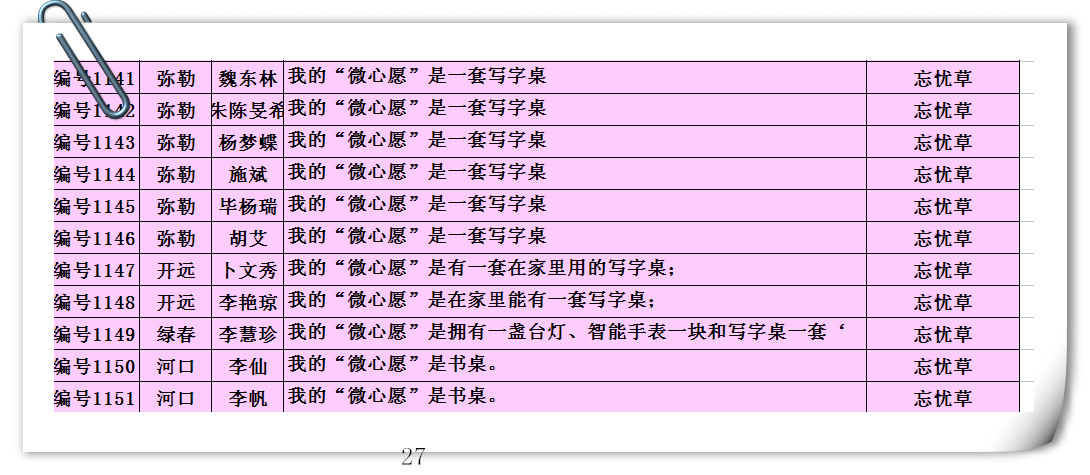 编号1141 弥勒 魏东林 我的“微心愿”是一套写字桌 忘忧草
编号1142 弥勒 朱陈旻希 我的“微心愿”是一套写字桌 忘忧草
编号1143 弥勒 杨梦蝶 我的“微心愿”是一套写字桌 忘忧草
编号1144 弥勒 施斌 我的“微心愿”是一套写字桌 忘忧草
编号1145 弥勒 毕杨瑞 我的“微心愿”是一套写字桌 忘忧草
编号1146 弥勒 胡艾 我的“微心愿”是一套写字桌 忘忧草
编号1147 开远 卜文秀 我的“微心愿”是有一套在家里用的写字桌； 忘忧草
编号1148 开远 李艳琼 我的“微心愿”是在家里能有一套写字桌； 忘忧草
编号1149 绿春 李慧珍 我的“微心愿”是拥有一盏台灯、智能手表一块和写字桌一套‘ 忘忧草
编号1150 河口 李仙 我的“微心愿”是书桌。 忘忧草
编号1151 河口 李帆 我的“微心愿”是书桌。 忘忧草
27